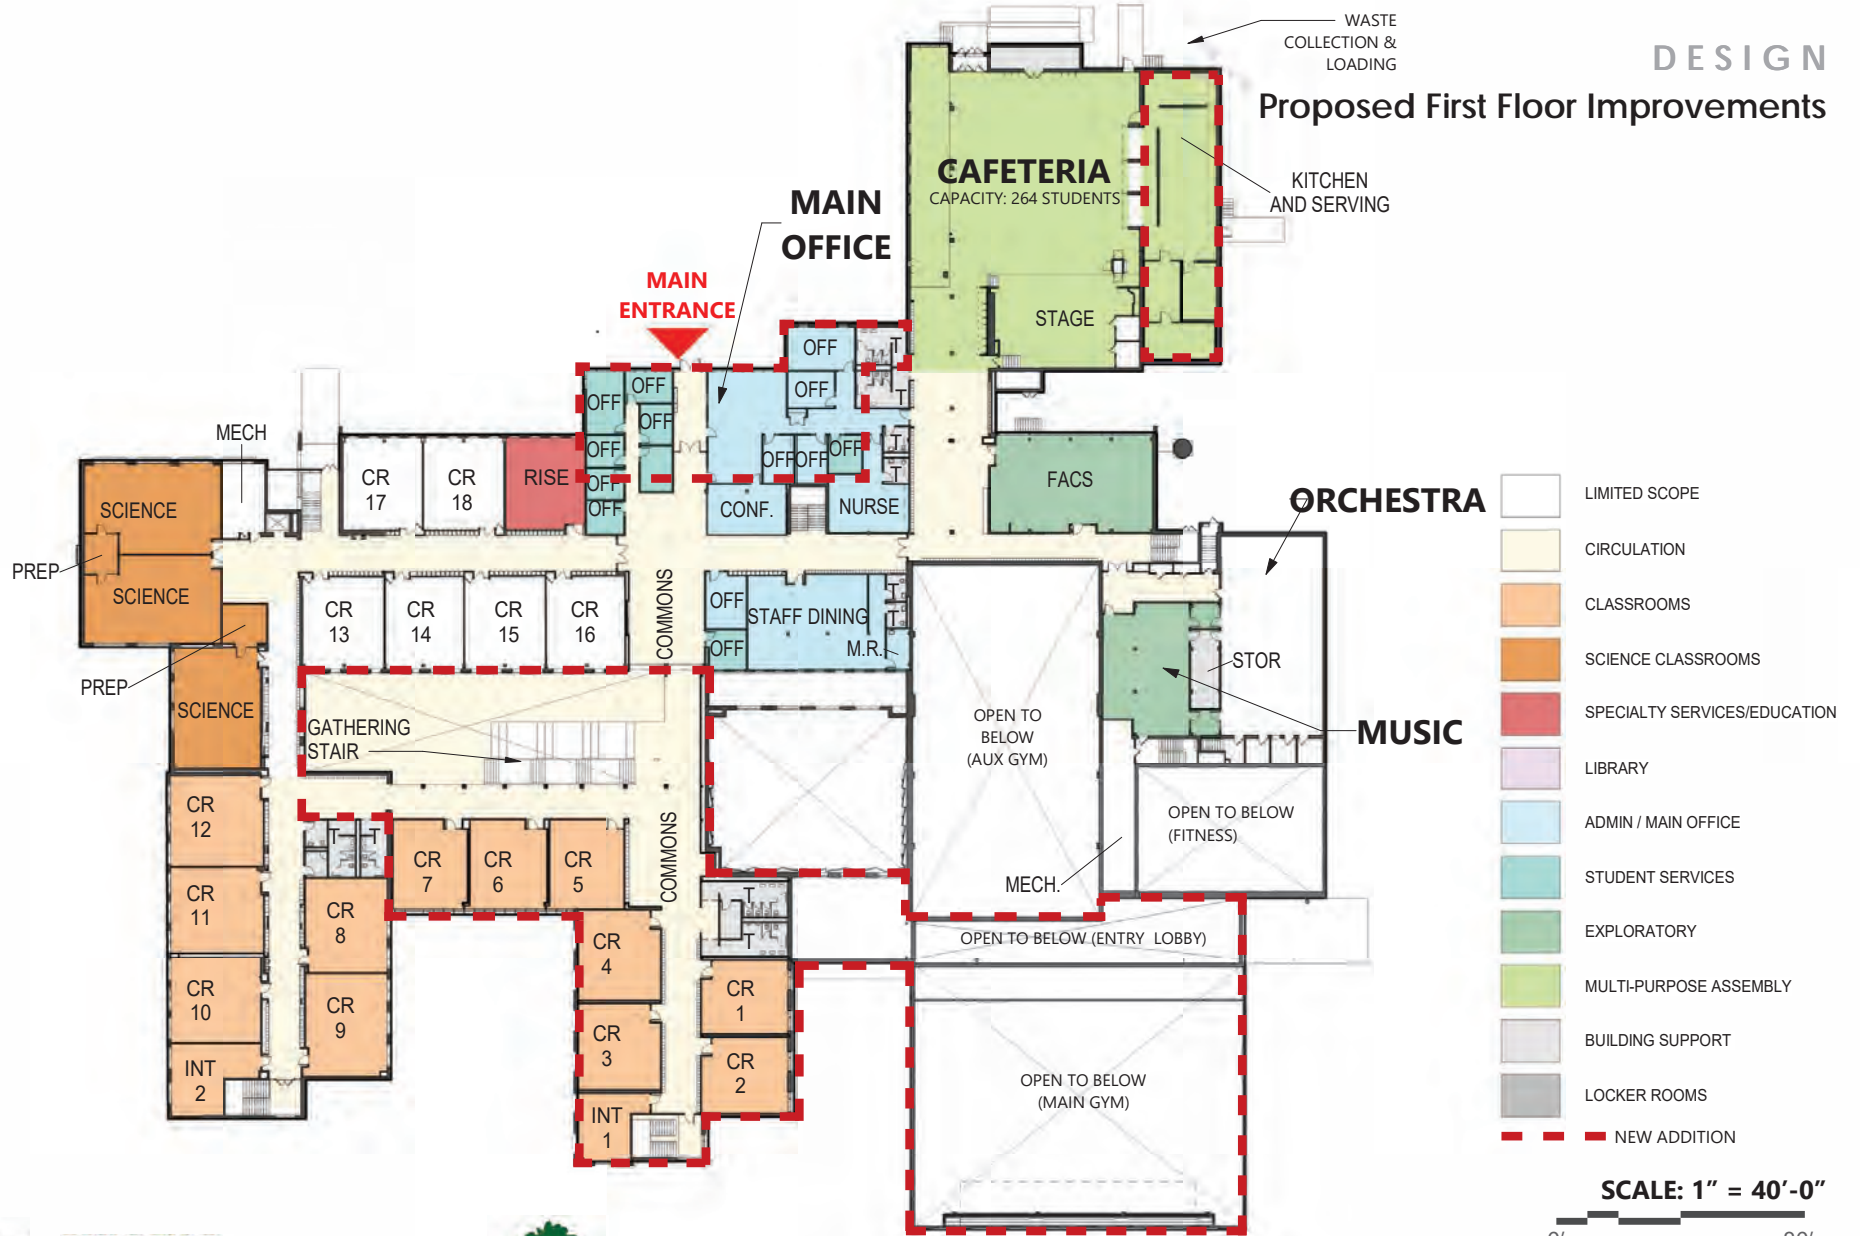 WASTE
COLLECTION &
LOADING
DESIGN
Proposed First Floor Improvements
CAFETERIA
CAPACITY: 264 STUDENTS
KITCHEN
AND SERVING
MAIN
OFFICE
MAIN
ENTRANCE
STAGE
OFF
T
OFF
OFF
OFF
T
OFF
OFF
OFF
OFF
OFF
OFF
T
T
OFF
OFF
MECH
CR
17
CR
18
RISE
CONF.
NURSE
FACS
ORCHESTRA
SCIENCE
PREP
SCIENCE
CR
13
CR
14
CR
15
CR
16
COMMONS
OFF
STAFF DINING
T
T
OFF
M.R.
STOR
PREP
SCIENCE
GATHERING
STAIR
OPEN TO
BELOW
(AUX GYM)
MUSIC
CR
12
T
T
CR
7
CR
6
CR
5
COMMONS
OPEN TO BELOW
(FITNESS)
MECH.
CR
11
CR
8
CR
4
T
T
OPEN TO BELOW (ENTRY LOBBY)
CR
10
CR
9
CR
3
CR
1
INT
2
CR
2
INT
1
OPEN TO BELOW
(MAIN GYM)
LIMITED SCOPE
CIRCULATION
CLASSROOMS
SCIENCE CLASSROOMS
SPECIALTY SERVICES/EDUCATION
LIBRARY
ADMIN / MAIN OFFICE
STUDENT SERVICES
EXPLORATORY
MULTI-PURPOSE ASSEMBLY
BUILDING SUPPORT
LOCKER ROOMS
NEW ADDITION
SCALE: 1” = 40’-0”